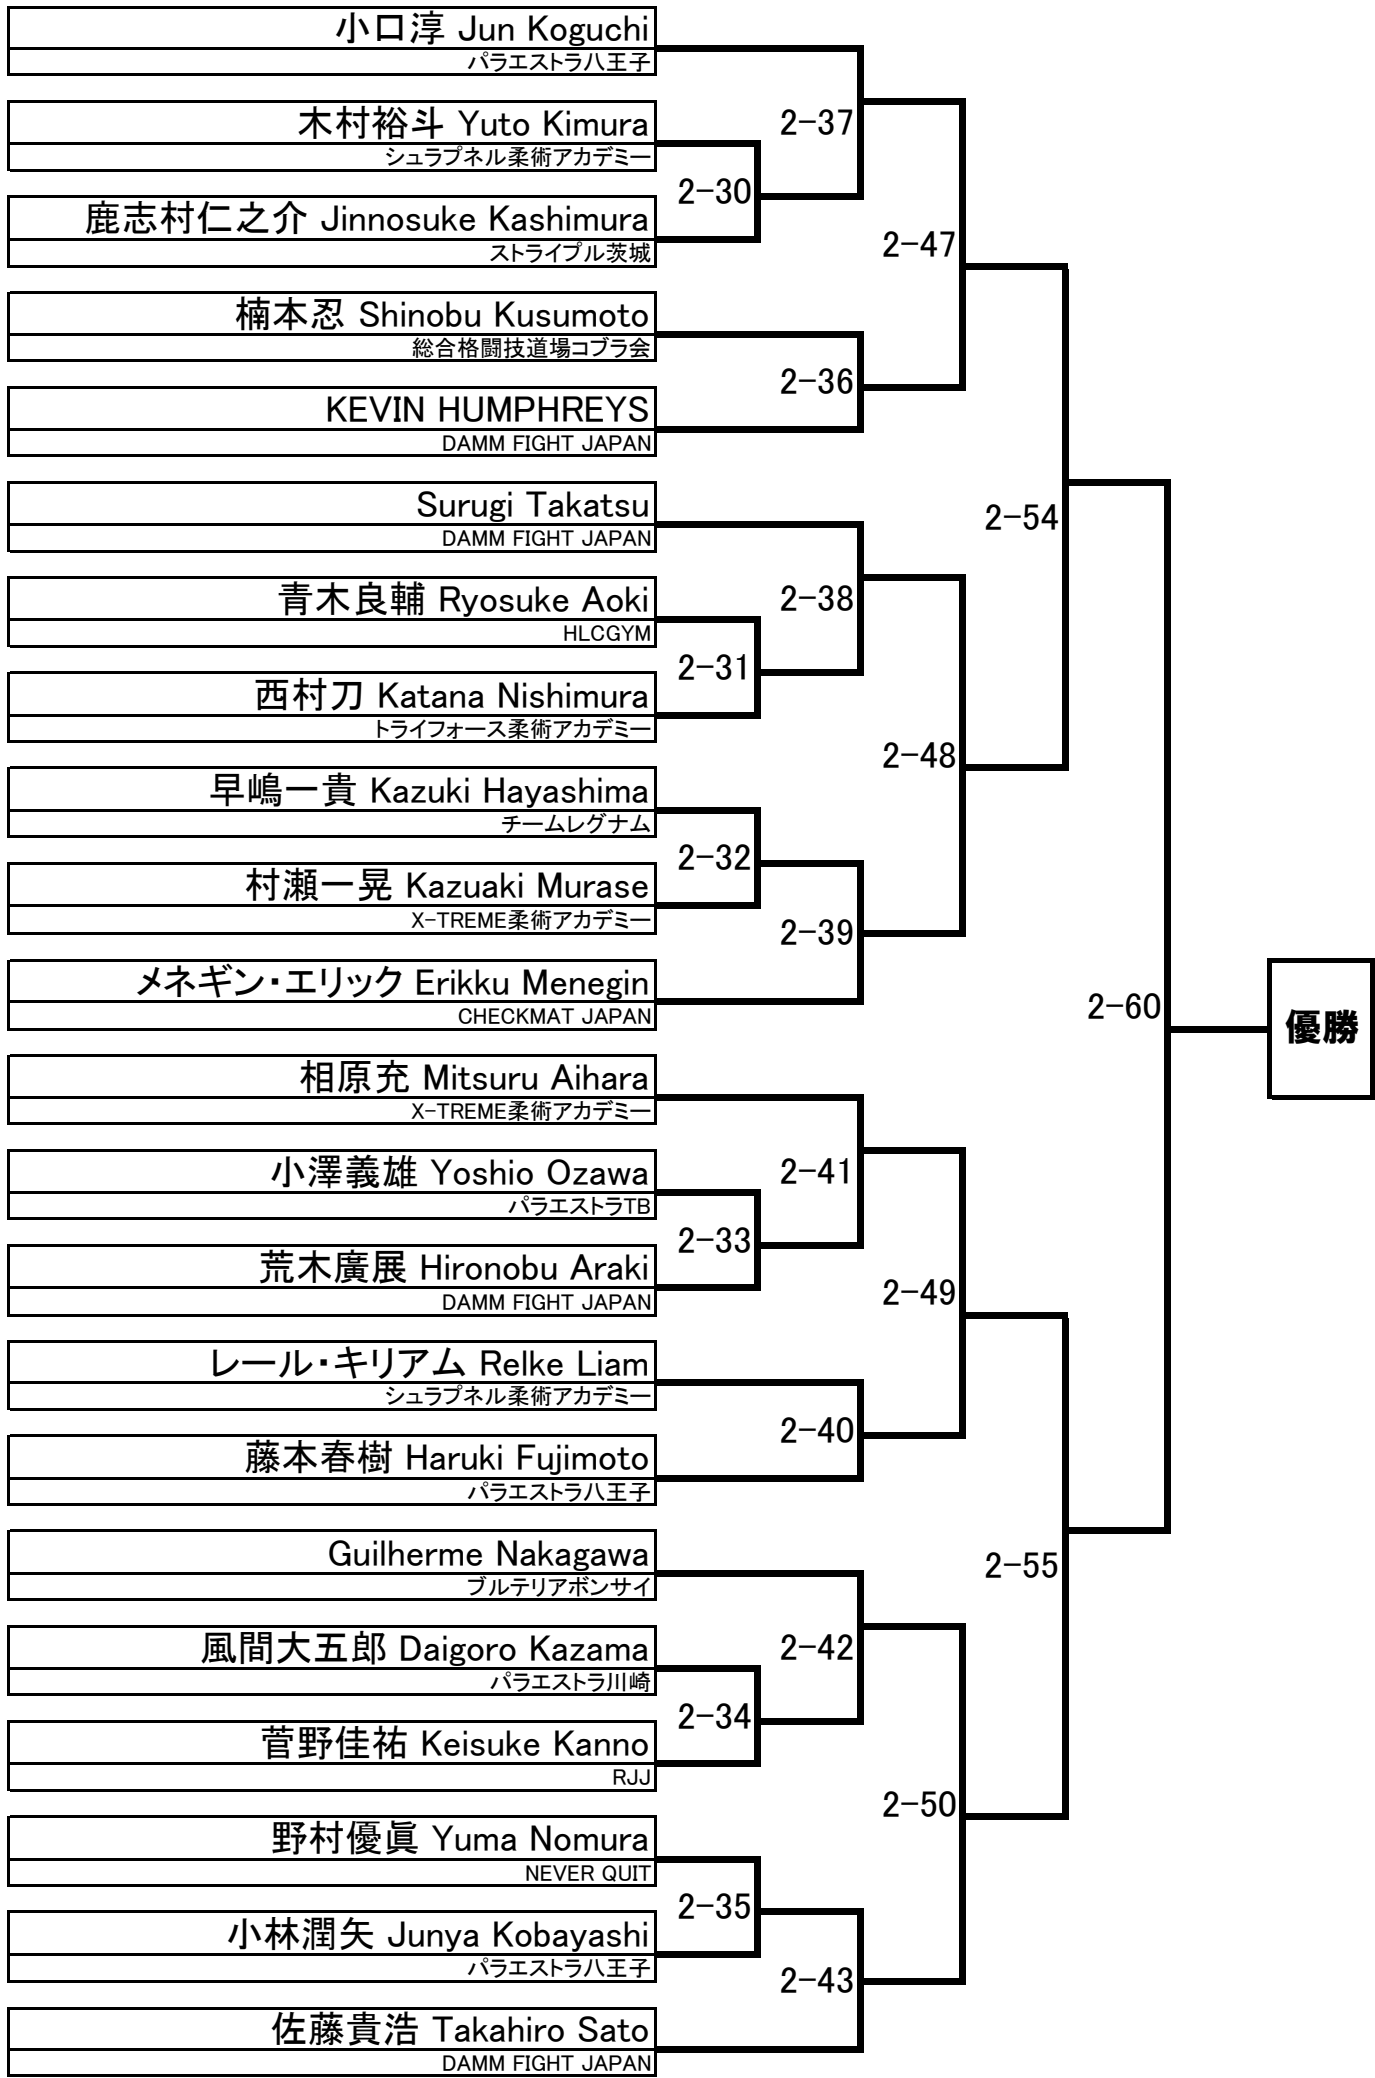 小口淳 Jun Koguchi
パラエストラ八王子
木村裕斗 Yuto Kimura
シュラプネル柔術アカデミー
鹿志村仁之介 Jinnosuke Kashimura
ストライプル茨城
楠本忍 Shinobu Kusumoto
総合格闘技道場コブラ会
KEVIN HUMPHREYS
DAMM FIGHT JAPAN
Surugi Takatsu
DAMM FIGHT JAPAN
青木良輔 Ryosuke Aoki
HLCGYM
西村刀 Katana Nishimura
トライフォース柔術アカデミー
早嶋一貴 Kazuki Hayashima
チームレグナム
村瀬一晃 Kazuaki Murase
X-TREME柔術アカデミー
メネギン・エリック Erikku Menegin
CHECKMAT JAPAN
相原充 Mitsuru Aihara
X-TREME柔術アカデミー
小澤義雄 Yoshio Ozawa
パラエストラTB
荒木廣展 Hironobu Araki
DAMM FIGHT JAPAN
レール・キリアム Relke Liam
シュラプネル柔術アカデミー
藤本春樹 Haruki Fujimoto
パラエストラ八王子
Guilherme Nakagawa
ブルテリアボンサイ
風間大五郎 Daigoro Kazama
パラエストラ川崎
菅野佳祐 Keisuke Kanno
RJJ
野村優眞 Yuma Nomura
NEVER QUIT
小林潤矢 Junya Kobayashi
パラエストラ八王子
佐藤貴浩 Takahiro Sato
DAMM FIGHT JAPAN
2-30
2-31
2-32
2-33
2-34
2-35
2-37
2-36
2-38
2-39
2-41
2-40
2-42
2-43
2-47
2-48
2-49
2-50
2-54
2-55
2-60
優勝